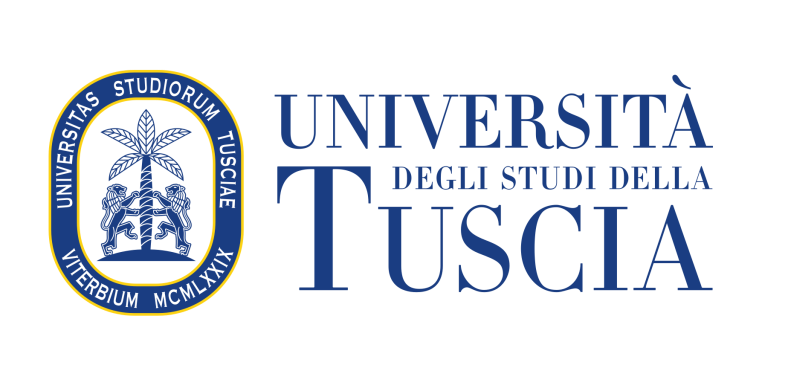 UNIVERSITAS STUDIORUM TUSCIAE
VITERBIUM MCMLXXIX
UNIVERSITÀ
DEGLI STUDI DELLA
TUSCIA